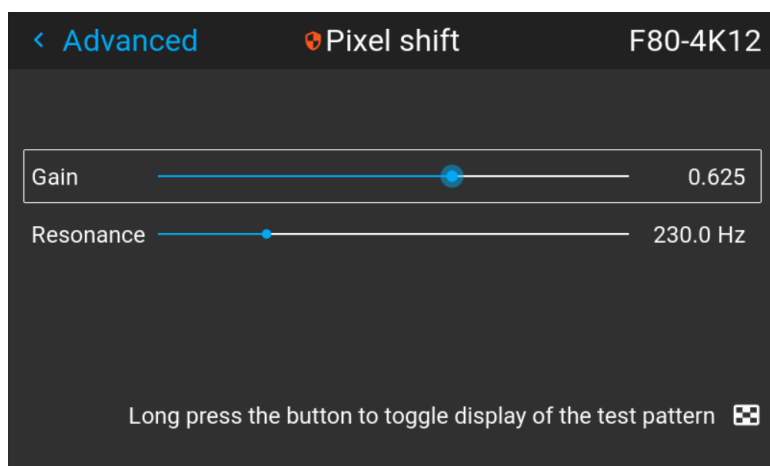 Advanced Pixel shift F80-4K12
Gain 0.625
Resonance 230.0 Hz
Long press the button to toggle display of the test pattern